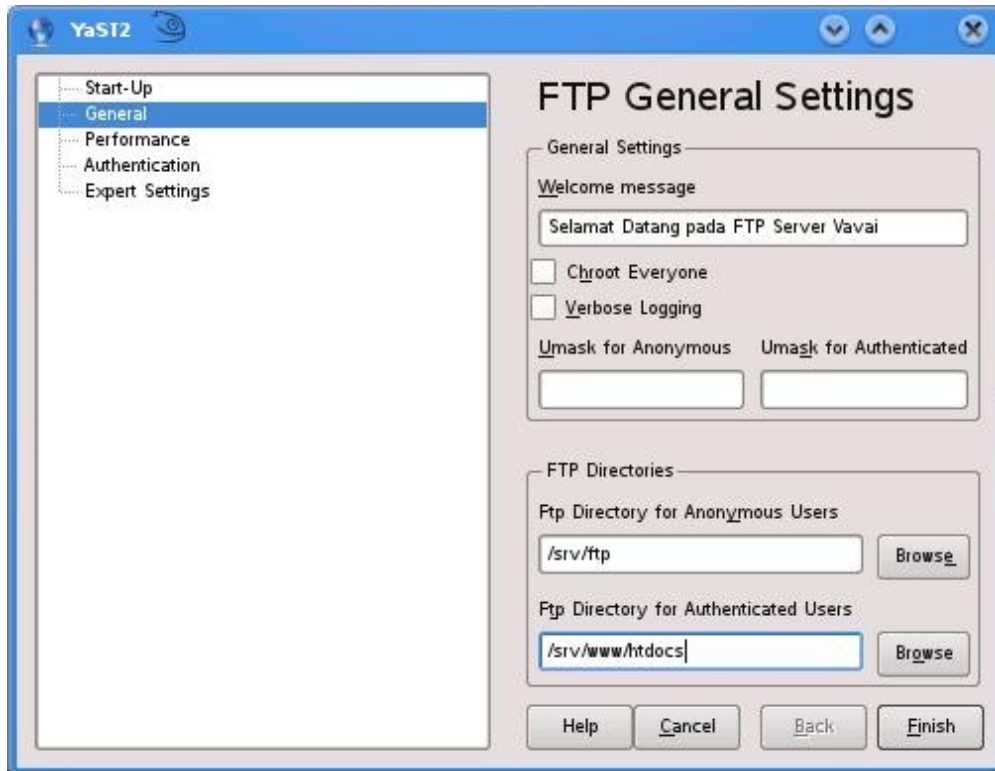 YaST2
Start-Up
General
Performance
Authentication
Expert Settings
FTP General Settings
General Settings
Welcome message
Selamat Datang pada FTP Server Vavai
Chroot Everyone
Verbose Logging
Umask for Anonymous Umask for Authenticated
FTP Directories
Ftp Directory for Anonymous Users
/srv/ftp Browse
Ftp Directory for Authenticated Users
/srv/www/htdocs Browse
Help Cancel Back Finish